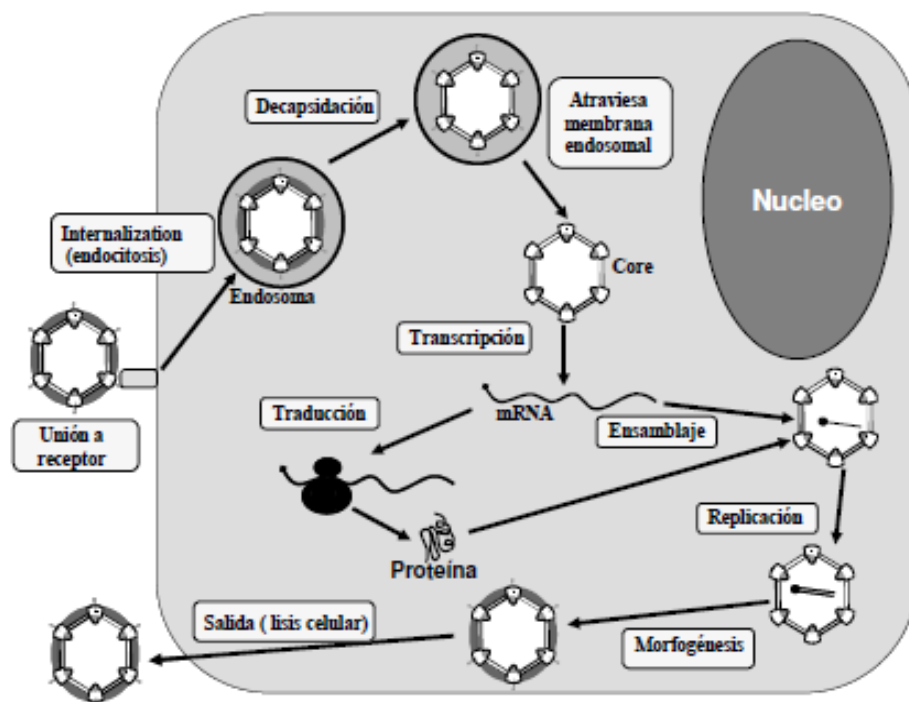 Decapsidación
Atraviesa
membrana
endosomal
Nucleo
Internalization
(endocitosis)
Endosoma
Core
Transcripción
Unión a
receptor
Traducción
mRNA
Ensamblaje
Replicación
Proteína
Salida ( lisis celular)
Morfogénesis